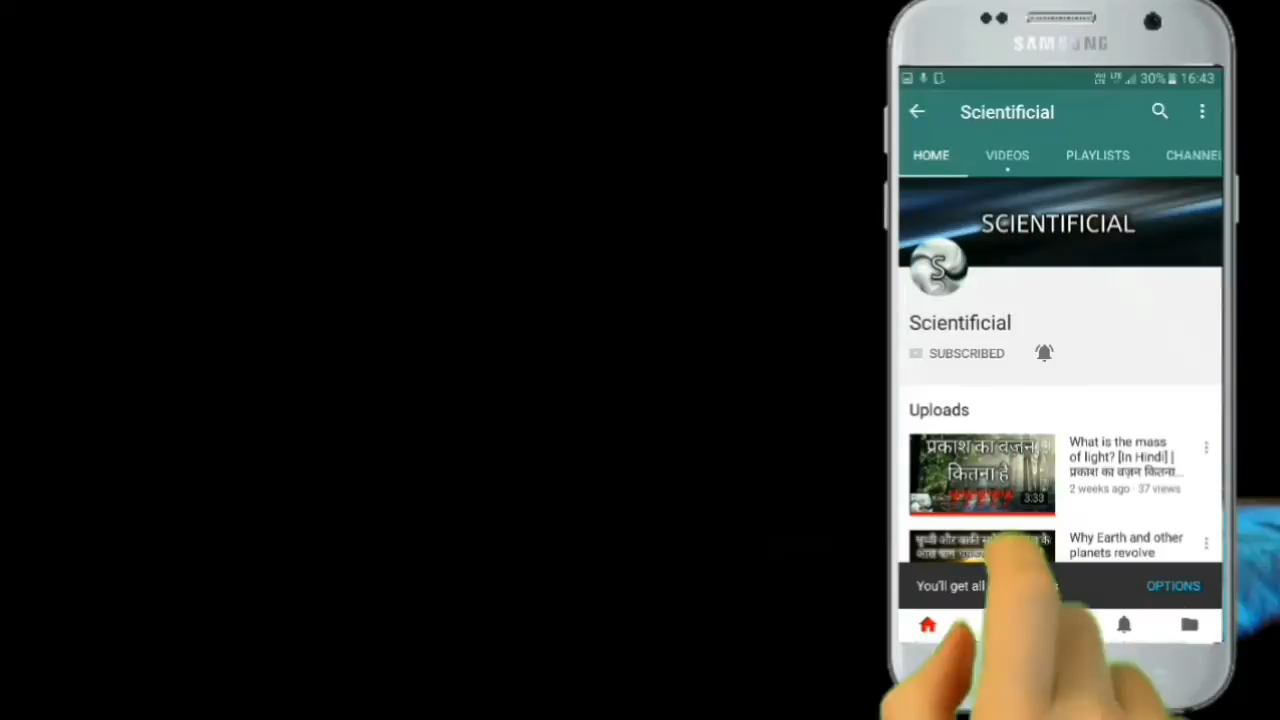 SAMSUNG
30% 16:43
Scientificial
HOME VIDEOS PLAYLISTS CHANNEL
SCIENTIFICIAL
S
Scientificial
SUBSCRIBED
Uploads
प्रकाश का वज़न
कितना है
3:33
What is the mass
of light? [In Hindi] |
प्रकाश का वज़न कितना...
2 weeks ago · 37 views
Why Earth and other
planets revolve
You'll get all
OPTIONS